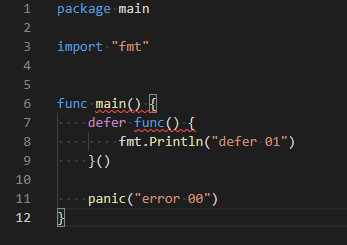 1 package main
2
3 import "fmt"
4
5
6 func main() {
7     defer func() {
8         fmt.Println("defer 01")
9     }()
10
11     panic("error 00")
12 }